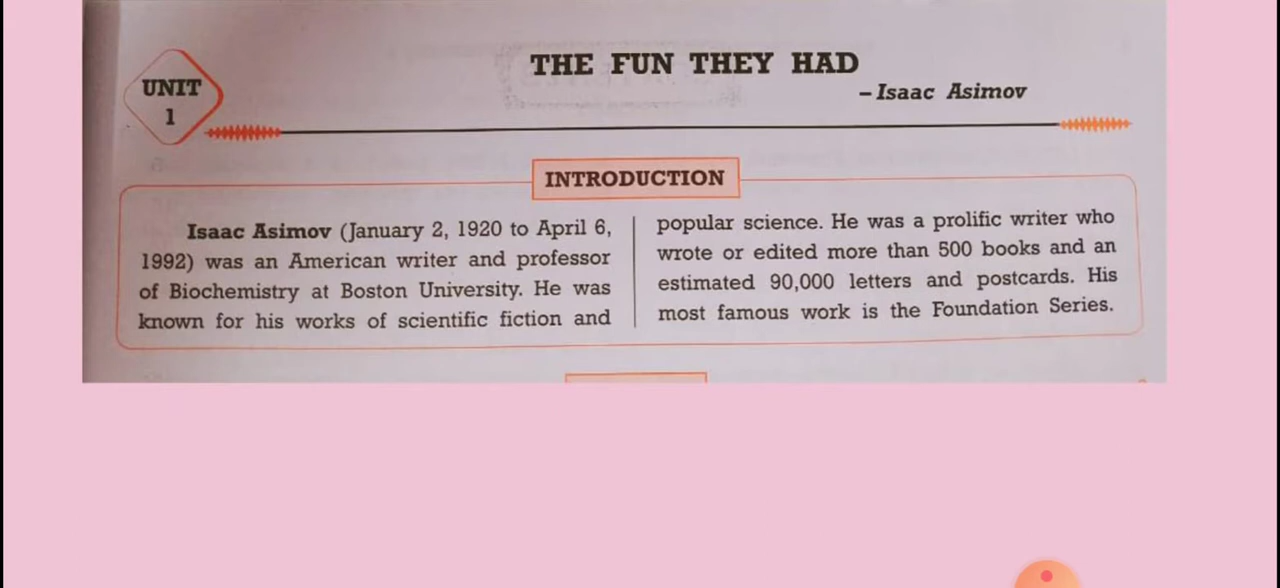 UNIT
1
THE FUN THEY HAD
– Isaac Asimov
INTRODUCTION
Isaac Asimov (January 2, 1920 to April 6,
1992) was an American writer and professor
of Biochemistry at Boston University. He was
known for his works of scientific fiction and
popular science. He was a prolific writer who
wrote or edited more than 500 books and an
estimated 90,000 letters and postcards. His
most famous work is the Foundation Series.